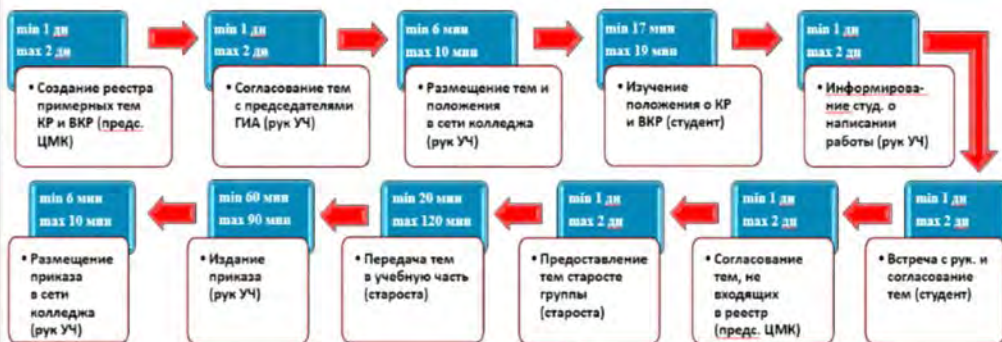 min 1 дн
max 2 дн
• Создание реестра
примерных тем
КР и ВКР (предс.
ЦМК)
min 1 дн
max 2 дн
• Согласование тем
с председателями
ГИА (рук УЧ)
min 6 мин
max 10 мин
• Размещение тем и
положения
в сети колледжа
(рук УЧ)
min 17 мин
max 19 мин
• Изучение
положения о КР
и ВКР (студент)
min 1 дн
max 2 дн
• Информирова-
ние студ. о
написании
работы (рук УЧ)
min 1 дн
max 2 дн
• Встреча с рук. и
согласование
тем (студент)
min 1 дн
max 2 дн
• Согласование
тем, не
входящих
в реестр
(предс. ЦМК)
min 1 дн
max 2 дн
• Предоставление
тем старосте
группы
(староста)
min 20 мин
max 120 мин
• Передача тем
в учебную часть
(староста)
min 60 мин
max 90 мин
• Издание
приказа
(рук УЧ)
min 6 мин
max 10 мин
• Размещение
приказа
в сети
колледжа
(рук УЧ)